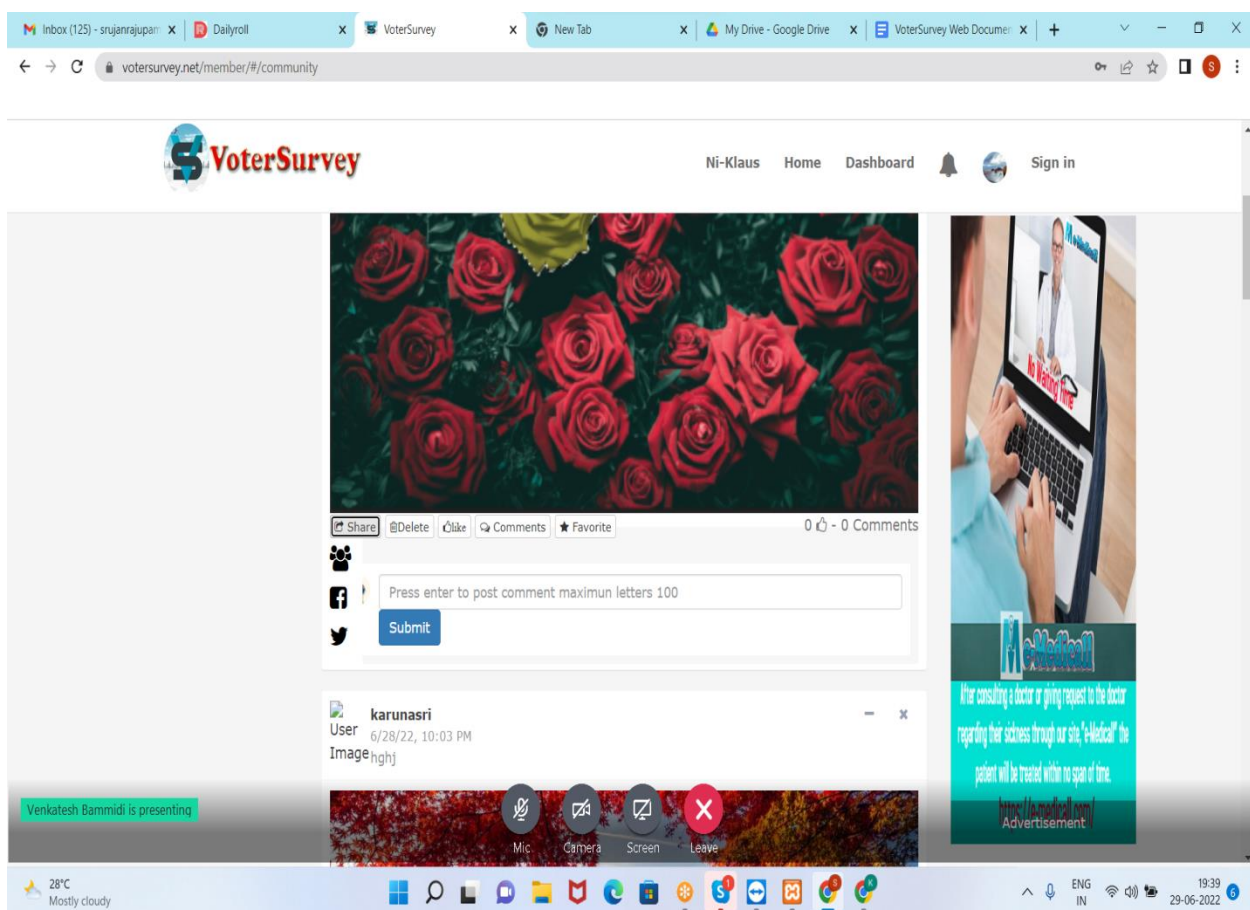 Inbox (125) - srujanrajupam
Dailyroll
VoterSurvey
New Tab
My Drive - Google Drive
VoterSurvey Web Documen
votersurvey.net/member/#/community
S
VoterSurvey
Ni-Klaus Home Dashboard Sign in
No Waiting Time
Share Delete like Comments Favorite 0 - 0 Comments
Press enter to post comment maximun letters 100
Submit
e-Medicall
After consulting a doctor or giving request to the doctor
regarding their sickness through our site,"e-Medicall" the
patient will be treated within no span of time.
https://e-medicall.com/
Advertisement
karunasri
User
Image
6/28/22, 10:03 PM
hghj
Venkatesh Bammidi is presenting
Mic Camera Screen Leave
28°C
Mostly cloudy
ENG
IN
19:39
29-06-2022
6